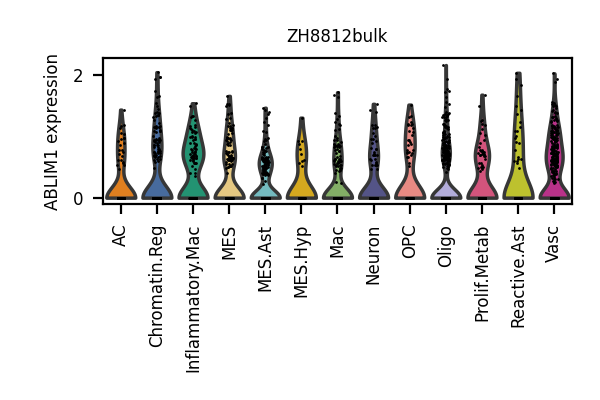 ZH8812bulk
ABLIM1 expression
2
0
AC
Chromatin.Reg
Inflammatory.Mac
MES
MES.Ast
MES.Hyp
Mac
Neuron
OPC
Oligo
Prolif.Metab
Reactive.Ast
Vasc